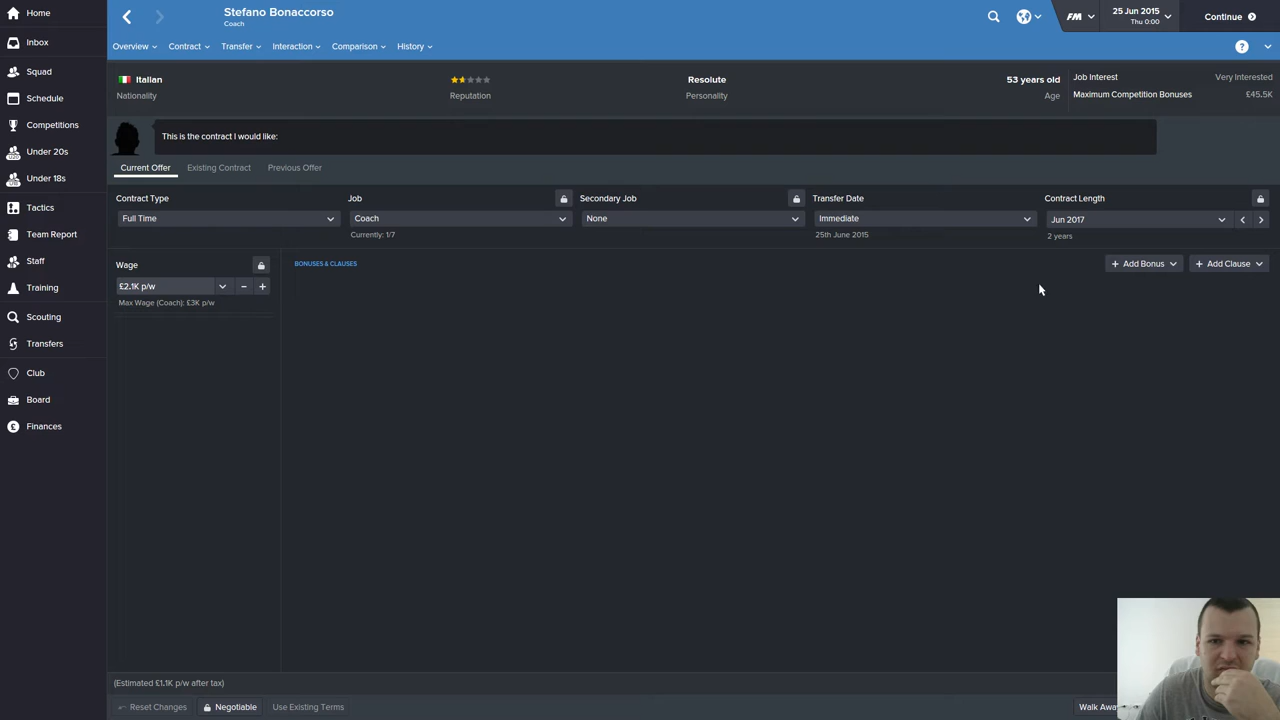 Home
Stefano Bonaccorso
Coach
FM
25 Jun 2015
Thu 0:00
Continue
Inbox
Overview
Contract
Transfer
Interaction
Comparison
History
?
Squad
Schedule
Competitions
Under 20s
Under 18s
Tactics
Team Report
Staff
Training
Scouting
Transfers
Club
Board
Finances
Italian
Nationality
Reputation
Resolute
Personality
53 years old
Age
Job Interest
Very Interested
Maximum Competition Bonuses
£45.5K
This is the contract I would like:
Current Offer
Existing Contract
Previous Offer
Contract Type
Full Time
Job
Coach
Currently: 1/7
Secondary Job
None
Transfer Date
Immediate
25th June 2015
Contract Length
Jun 2017
2 years
Wage
£2.1K p/w
Max Wage (Coach): £3K p/w
BONUSES & CLAUSES
Add Bonus
Add Clause
(Estimated £1.1K p/w after tax)
Reset Changes
Negotiable
Use Existing Terms
Walk Away